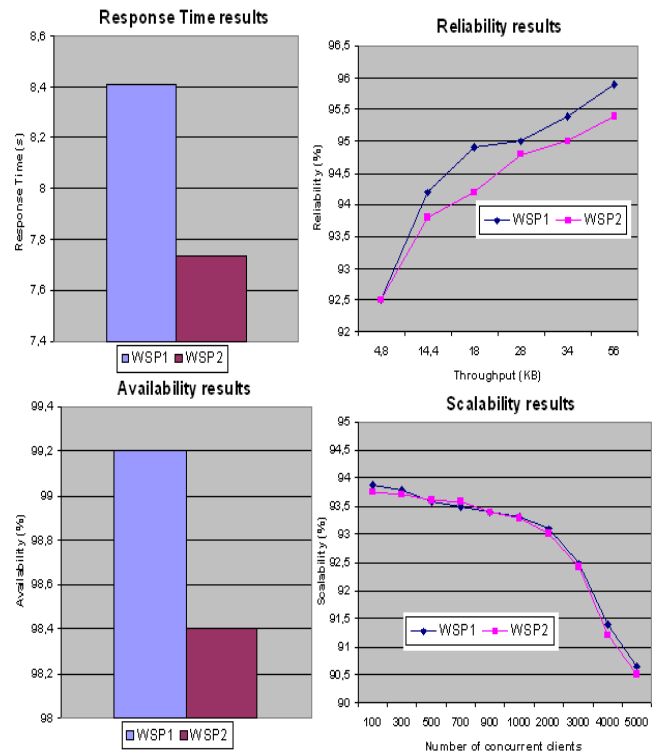 Response Time results
Response Time (s)
8,6
8,4
8,2
8
7,8
7,6
7,4
WSP1 WSP2
Reliability results
Reliability (%)
96,5
96
95,5
95
94,5
94
93,5
93
92,5
92
WSP1 WSP2
4,8 14,4 18 28 34 56
Throughput (KB)
Availability results
Availability (%)
99,4
99,2
99
98,8
98,6
98,4
98,2
98
WSP1 WSP2
Scalability results
Scalability (%)
95
94,5
94
93,5
93
92,5
92
91,5
91
90,5
90
WSP1 WSP2
100 300 500 700 900 1000 2000 3000 4000 5000
Number of concurrent clients